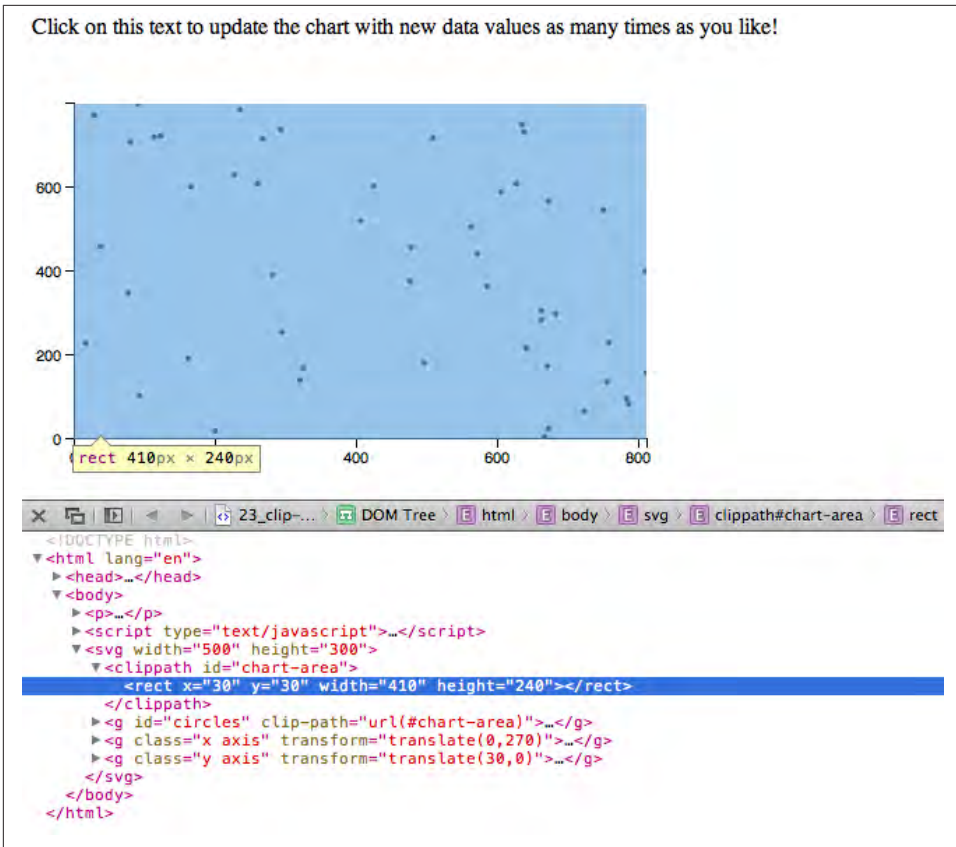 Click on this text to update the chart with new data values as many times as you like!
600
400
200
0
rect 410px × 240px
400
600
800
23_clip-... DOM Tree E html E body E svg E clippath#chart-area E rect
<!DOCTYPE html>
<html lang="en">
<head>…</head>
<body>
<p>…</p>
<script type="text/javascript">…</script>
<svg width="500" height="300">
<clippath id="chart-area">
<rect x="30" y="30" width="410" height="240"></rect>
</clippath>
<g id="circles" clip-path="url(#chart-area)">…</g>
<g class="x axis" transform="translate(0,270)">…</g>
<g class="y axis" transform="translate(30,0)">…</g>
</svg>
</body>
</html>